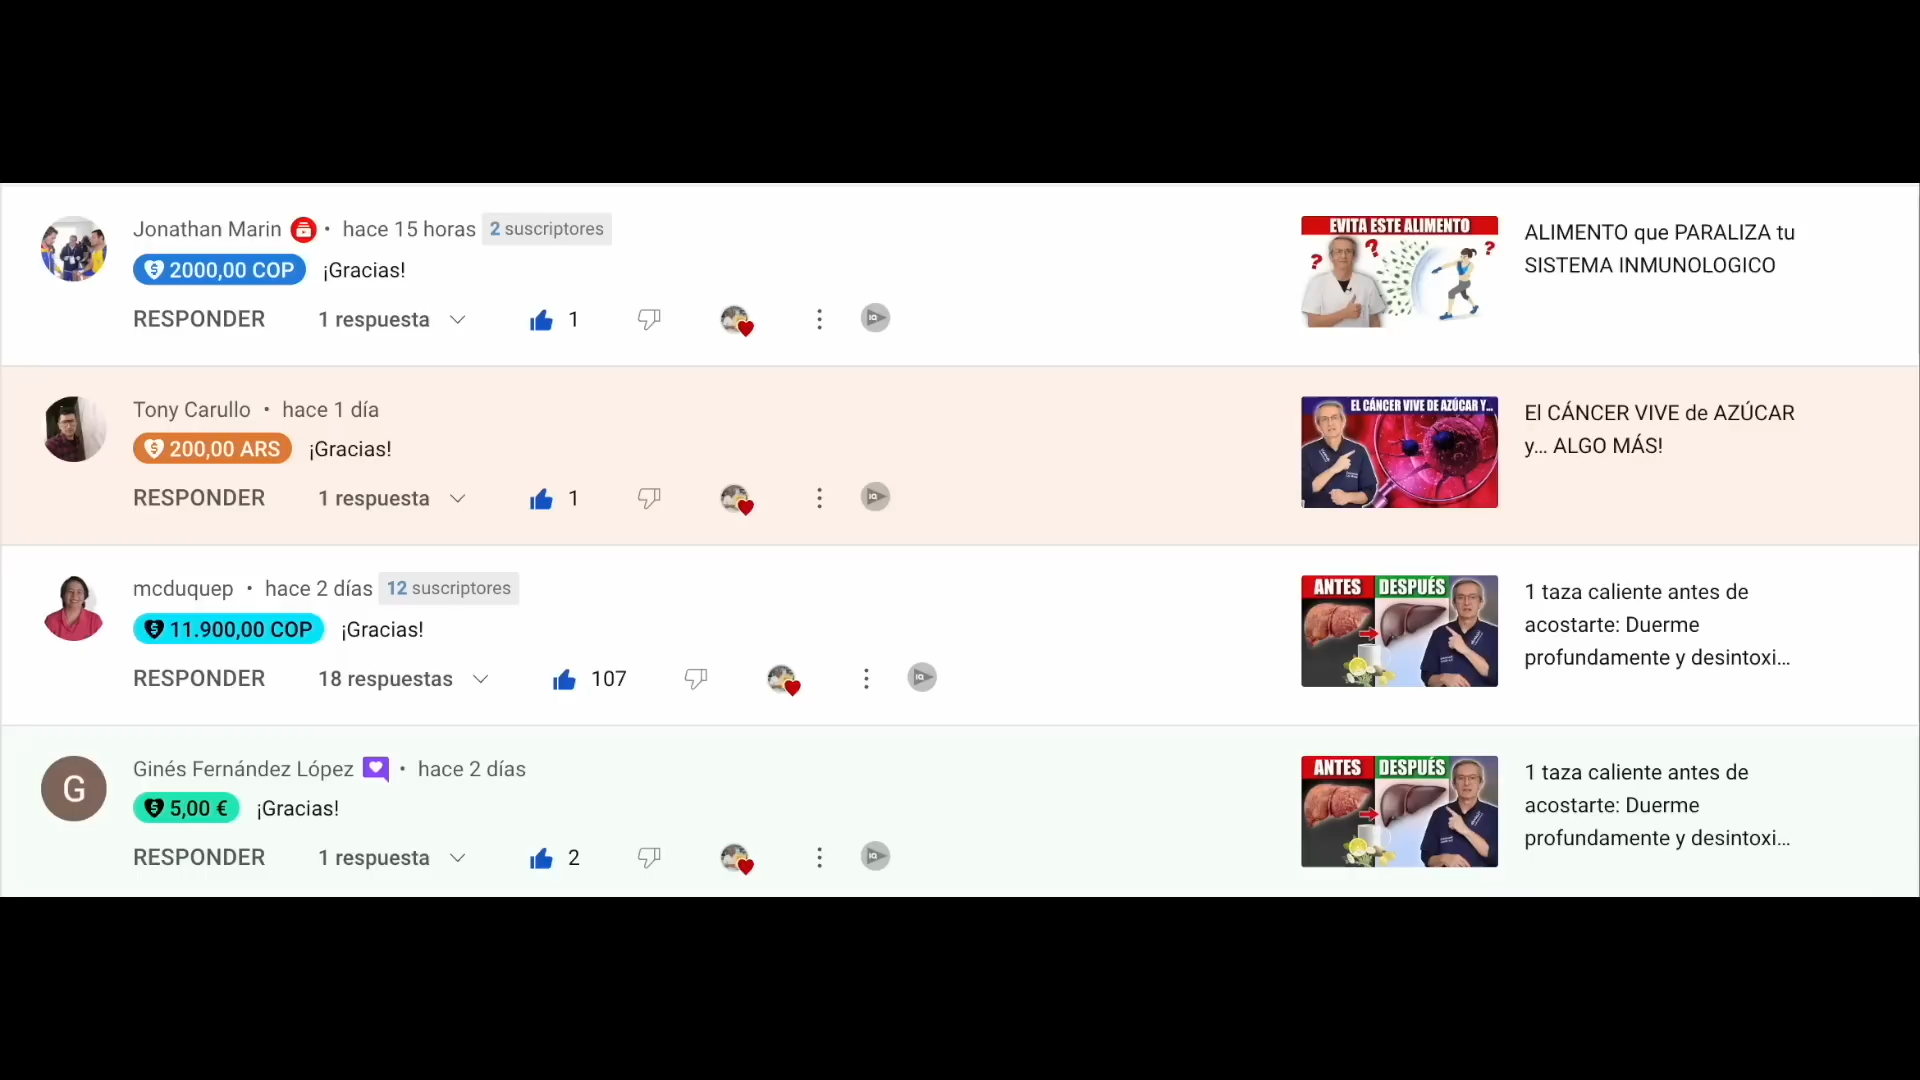 Jonathan Marin • hace 15 horas 2 suscriptores
2000,00 COP ¡Gracias!
RESPONDER 1 respuesta 1
EVITA ESTE ALIMENTO
ALIMENTO que PARALIZA tu
SISTEMA INMUNOLOGICO
Tony Carullo • hace 1 día
200,00 ARS ¡Gracias!
RESPONDER 1 respuesta 1
EL CÁNCER VIVE DE AZÚCAR Y...
El CÁNCER VIVE de AZÚCAR
y... ALGO MÁS!
mcduquep • hace 2 días 12 suscriptores
11.900,00 COP ¡Gracias!
RESPONDER 18 respuestas 107
ANTES DESPUÉS
1 taza caliente antes de
acostarte: Duerme
profundamente y desintoxi...
G
Ginés Fernández López • hace 2 días
5,00 € ¡Gracias!
RESPONDER 1 respuesta 2
ANTES DESPUÉS
1 taza caliente antes de
acostarte: Duerme
profundamente y desintoxi...